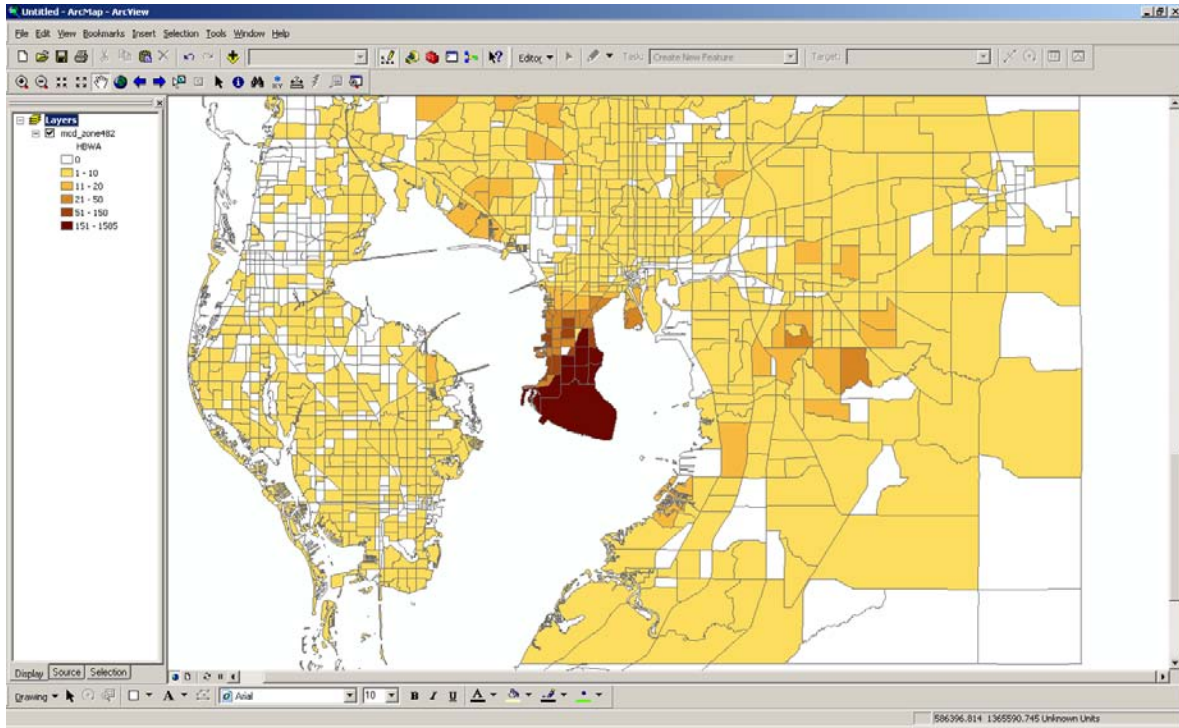 Untitled - ArcMap - ArcView
File Edit View Bookmarks Insert Selection Tools Window Help
Editor Task: Create New Feature Target:
Layers
mcd_zone482
HBWA
0
1 - 10
11 - 20
21 - 50
51 - 150
151 - 1505
Display Source Selection
Drawing A Arial 10 B I U A
586396.814 1365590.745 Unknown Units